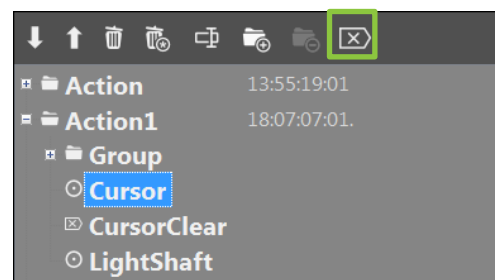 Action 13:55:19:01
Action1 18:07:07:01.
Group
Cursor
CursorClear
LightShaft